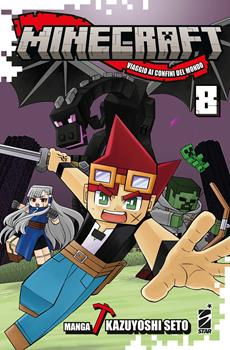 MINECRAFT
VIAGGIO AI CONFINI DEL MONDO
8
MANGA KAZUYOSHI SETO
STAR